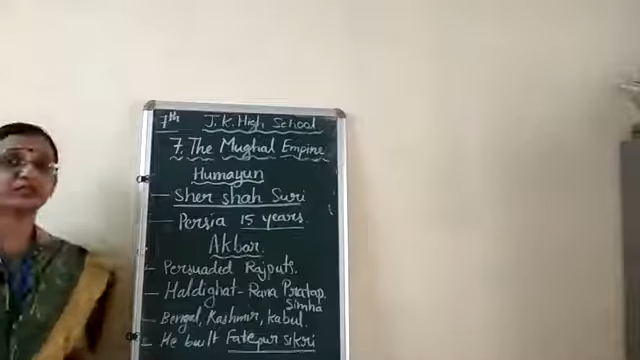 7th J.K. High School
7. The Mughal Empire
Humayun
- Sher shah Suri
- Persia 15 years.
Akbar.
- Persuaded Rajputs.
- Haldighat - Rana Pratap
Simha
- Bengal, Kashmir, Kabul.
- He built Fatepur sikri